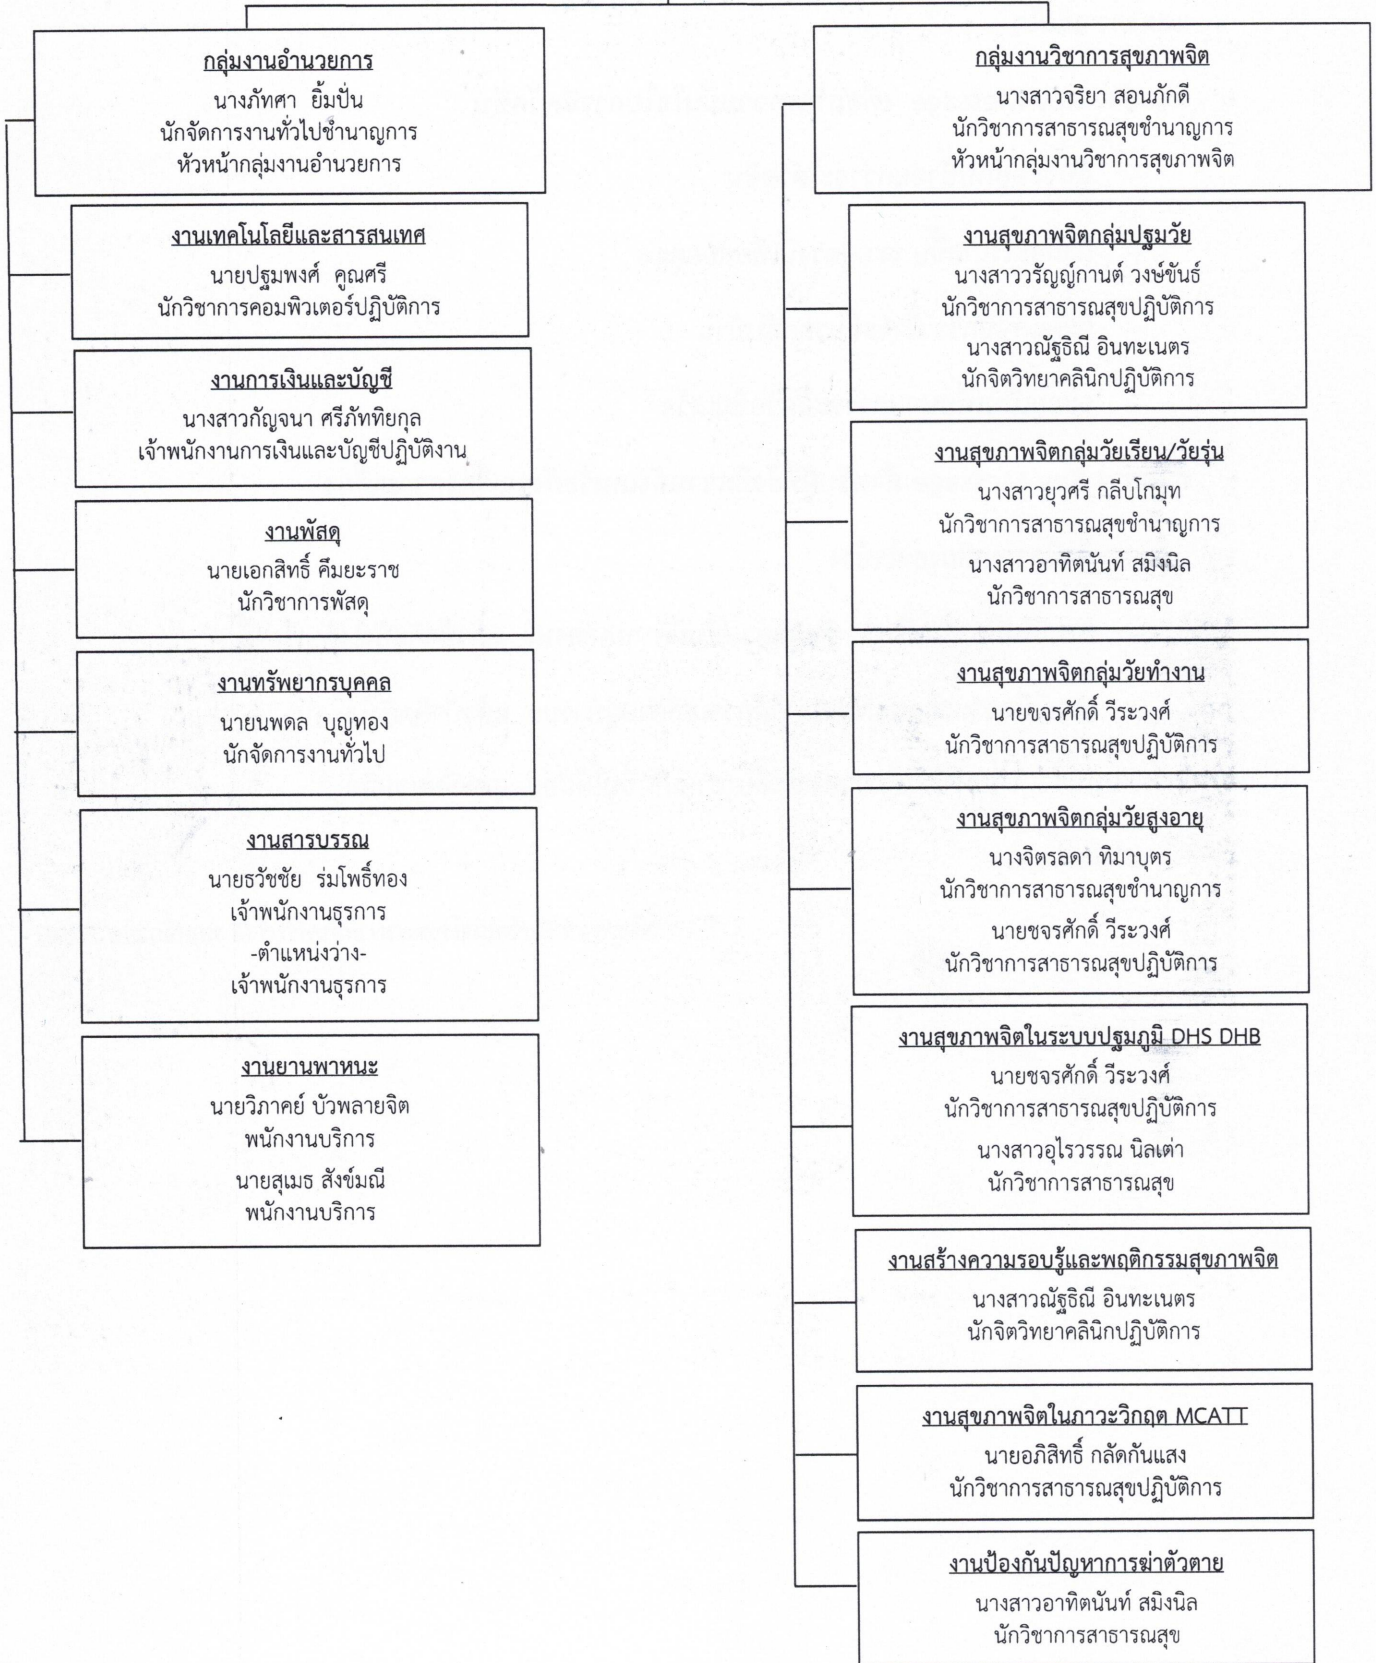 กลุ่มงานอำนวยการ
นางภัทศา ยิ้มปั่น
นักจัดการงานทั่วไปชำนาญการ
หัวหน้ากลุ่มงานอำนวยการ
งานเทคโนโลยีและสารสนเทศ
นายปฐมพงศ์ คูณศรี
นักวิชาการคอมพิวเตอร์ปฏิบัติการ
งานการเงินและบัญชี
นางสาวกัญจนา ศรีภัททิยกุล
เจ้าพนักงานการเงินและบัญชีปฏิบัติงาน
งานพัสดุ
นายเอกสิทธิ์ คืมยะราช
นักวิชาการพัสดุ
งานทรัพยากรบุคคล
นายนพดล บุญทอง
นักจัดการงานทั่วไป
งานสารบรรณ
นายธวัชชัย ร่มโพธิ์ทอง
เจ้าพนักงานธุรการ
-ตำแหน่งว่าง-
เจ้าพนักงานธุรการ
งานยานพาหนะ
นายวิภาคย์ บัวพลายจิต
พนักงานบริการ
นายสุเมธ สังข์มณี
พนักงานบริการ
กลุ่มงานวิชาการสุขภาพจิต
นางสาวจริยา สอนภักดี
นักวิชาการสาธารณสุขชำนาญการ
หัวหน้ากลุ่มงานวิชาการสุขภาพจิต
งานสุขภาพจิตกลุ่มปฐมวัย
นางสาววรัญญ์กานต์ วงษ์ขันธ์
นักวิชาการสาธารณสุขปฏิบัติการ
นางสาวณัฐธิณี อินทะเนตร
นักจิตวิทยาคลินิกปฏิบัติการ
งานสุขภาพจิตกลุ่มวัยเรียน/วัยรุ่น
นางสาวยุวศรี กลีบโกมุท
นักวิชาการสาธารณสุขชำนาญการ
นางสาวอาทิตนันท์ สมิงนิล
นักวิชาการสาธารณสุข
งานสุขภาพจิตกลุ่มวัยทำงาน
นายขจรศักดิ์ วีระวงศ์
นักวิชาการสาธารณสุขปฏิบัติการ
งานสุขภาพจิตกลุ่มวัยสูงอายุ
นางจิตรลดา ทิมาบุตร
นักวิชาการสาธารณสุขชำนาญการ
นายขจรศักดิ์ วีระวงศ์
นักวิชาการสาธารณสุขปฏิบัติการ
งานสุขภาพจิตในระบบปฐมภูมิ DHS DHB
นายขจรศักดิ์ วีระวงศ์
นักวิชาการสาธารณสุขปฏิบัติการ
นางสาวอุไรวรรณ นิลเต่า
นักวิชาการสาธารณสุข
งานสร้างความรอบรู้และพฤติกรรมสุขภาพจิต
นางสาวณัฐธิณี อินทะเนตร
นักจิตวิทยาคลินิกปฏิบัติการ
งานสุขภาพจิตในภาวะวิกฤต MCATT
นายอภิสิทธิ์ กลัดกันแสง
นักวิชาการสาธารณสุขปฏิบัติการ
งานป้องกันปัญหาการฆ่าตัวตาย
นางสาวอาทิตนันท์ สมิงนิล
นักวิชาการสาธารณสุข